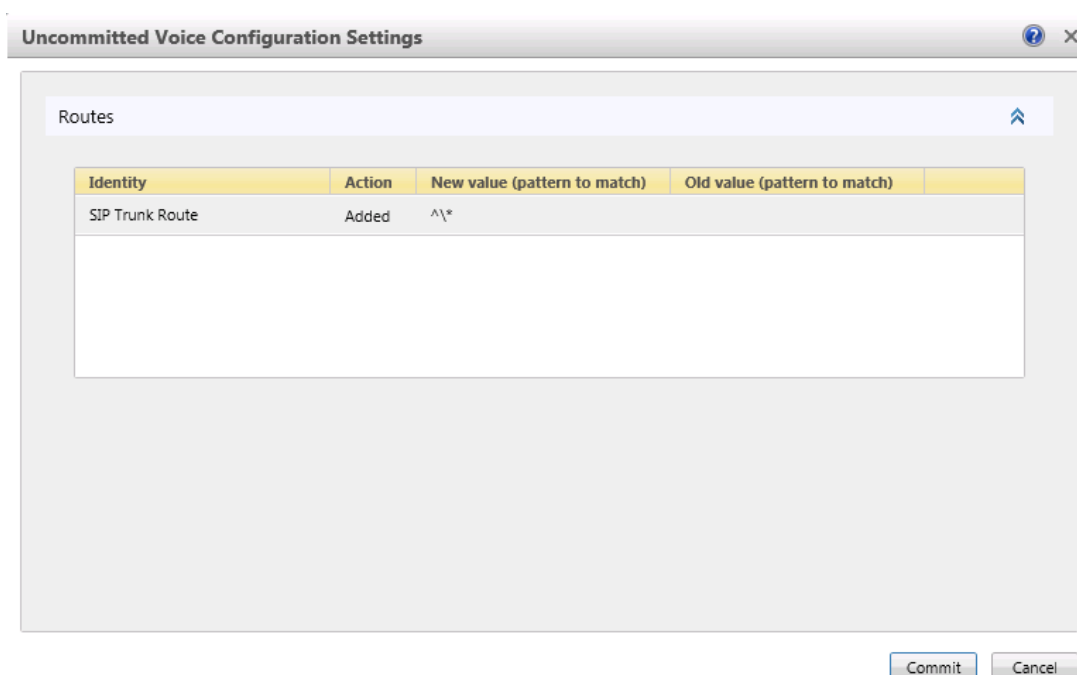 Uncommitted Voice Configuration Settings
Routes
Identity Action New value (pattern to match) Old value (pattern to match)
SIP Trunk Route Added ^\*
Commit Cancel